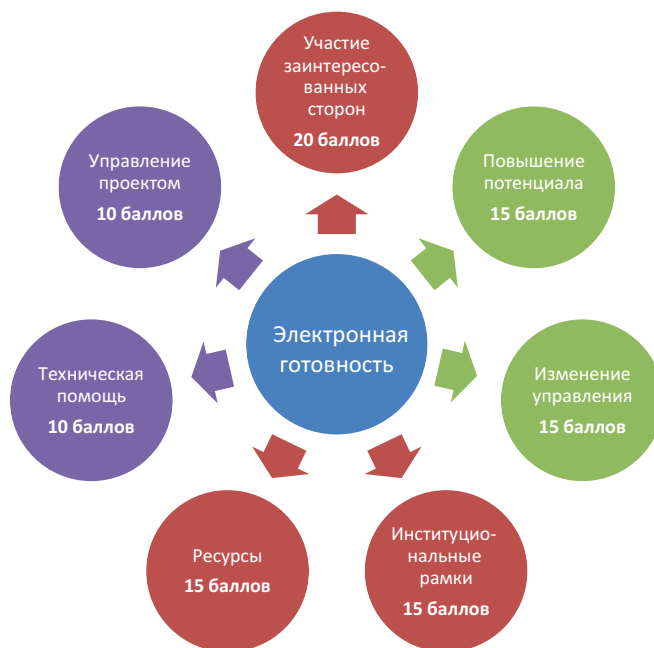 Участие
заинтересо-
ванных
сторон
20 баллов
Управление
проектом
10 баллов
Повышение
потенциала
15 баллов
Электронная
готовность
Техническая
помощь
10 баллов
Изменение
управления
15 баллов
Ресурсы
15 баллов
Институцио-
нальные
рамки
15 баллов